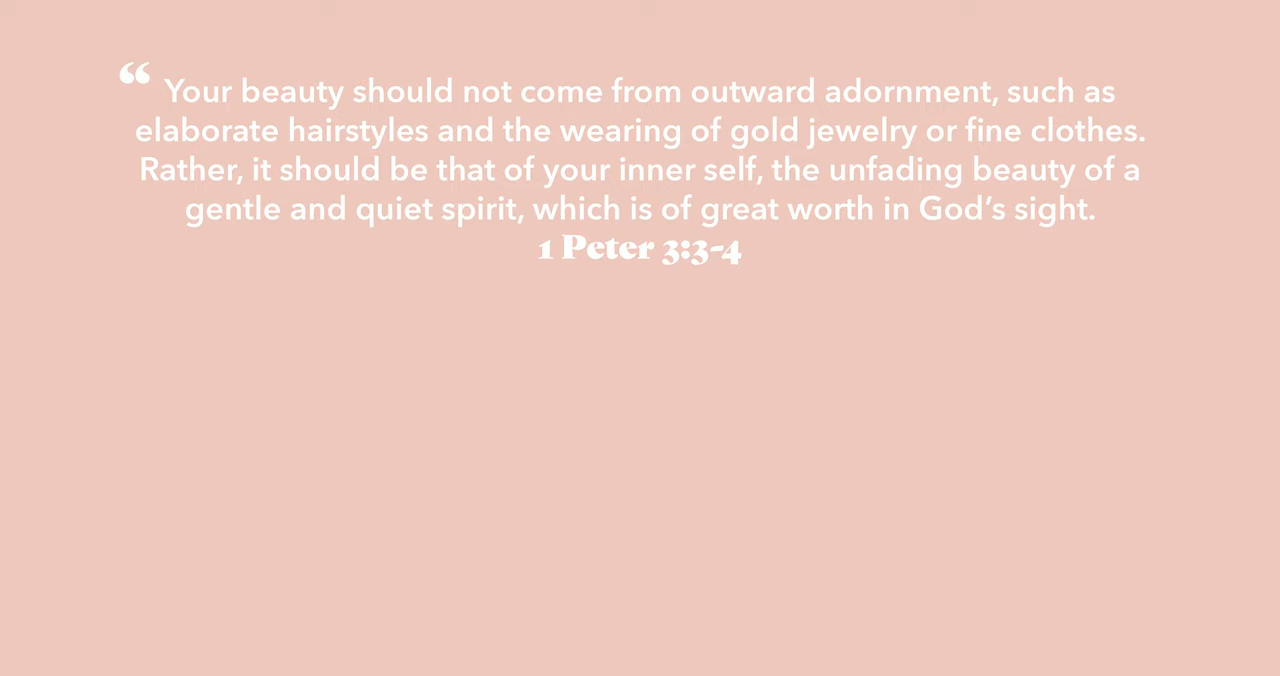 “ Your beauty should not come from outward adornment, such as
elaborate hairstyles and the wearing of gold jewelry or fine clothes.
Rather, it should be that of your inner self, the unfading beauty of a
gentle and quiet spirit, which is of great worth in God’s sight.
1 Peter 3:3-4